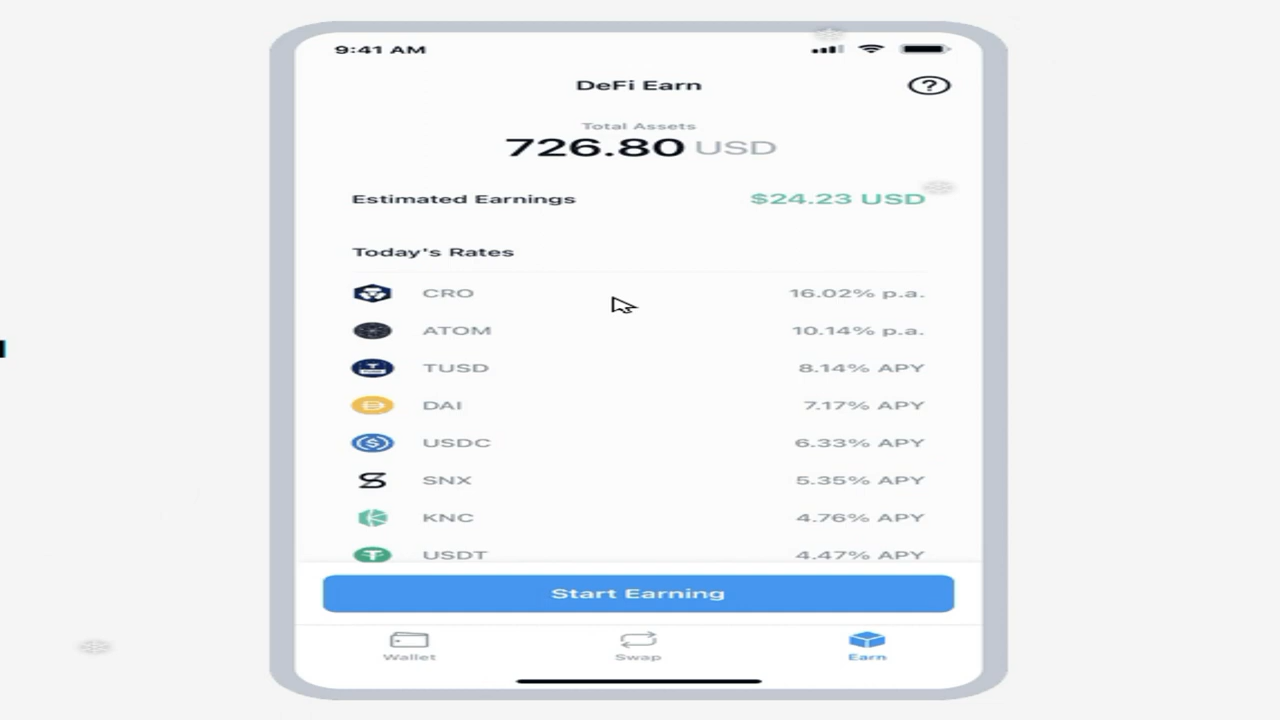 9:41 AM
DeFi Earn
?
Total Assets
726.80 USD
Estimated Earnings $24.23 USD
Today's Rates
CRO 16.02% p.a.
ATOM 10.14% p.a.
TUSD 8.14% APY
DAI 7.17% APY
USDC 6.33% APY
SNX 5.35% APY
KNC 4.76% APY
USDT 4.47% APY
Start Earning
Wallet Swap Earn